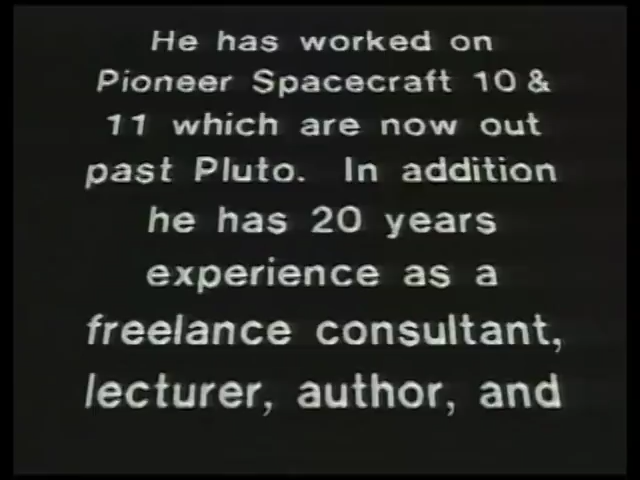 He has worked on
Pioneer Spacecraft 10 &
11 which are now out
past Pluto. In addition
he has 20 years
experience as a
freelance consultant,
lecturer, author, and